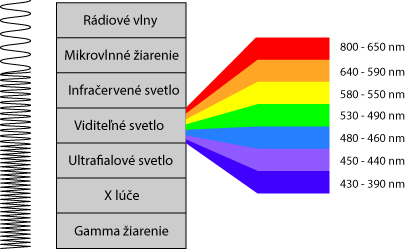 Rádiové vlny
Mikrovlnné žiarenie
Infračervené svetlo
Viditeľné svetlo
Ultrafialové svetlo
X lúče
Gamma žiarenie
800 - 650 nm
640 - 590 nm
580 - 550 nm
530 - 490 nm
480 - 460 nm
450 - 440 nm
430 - 390 nm